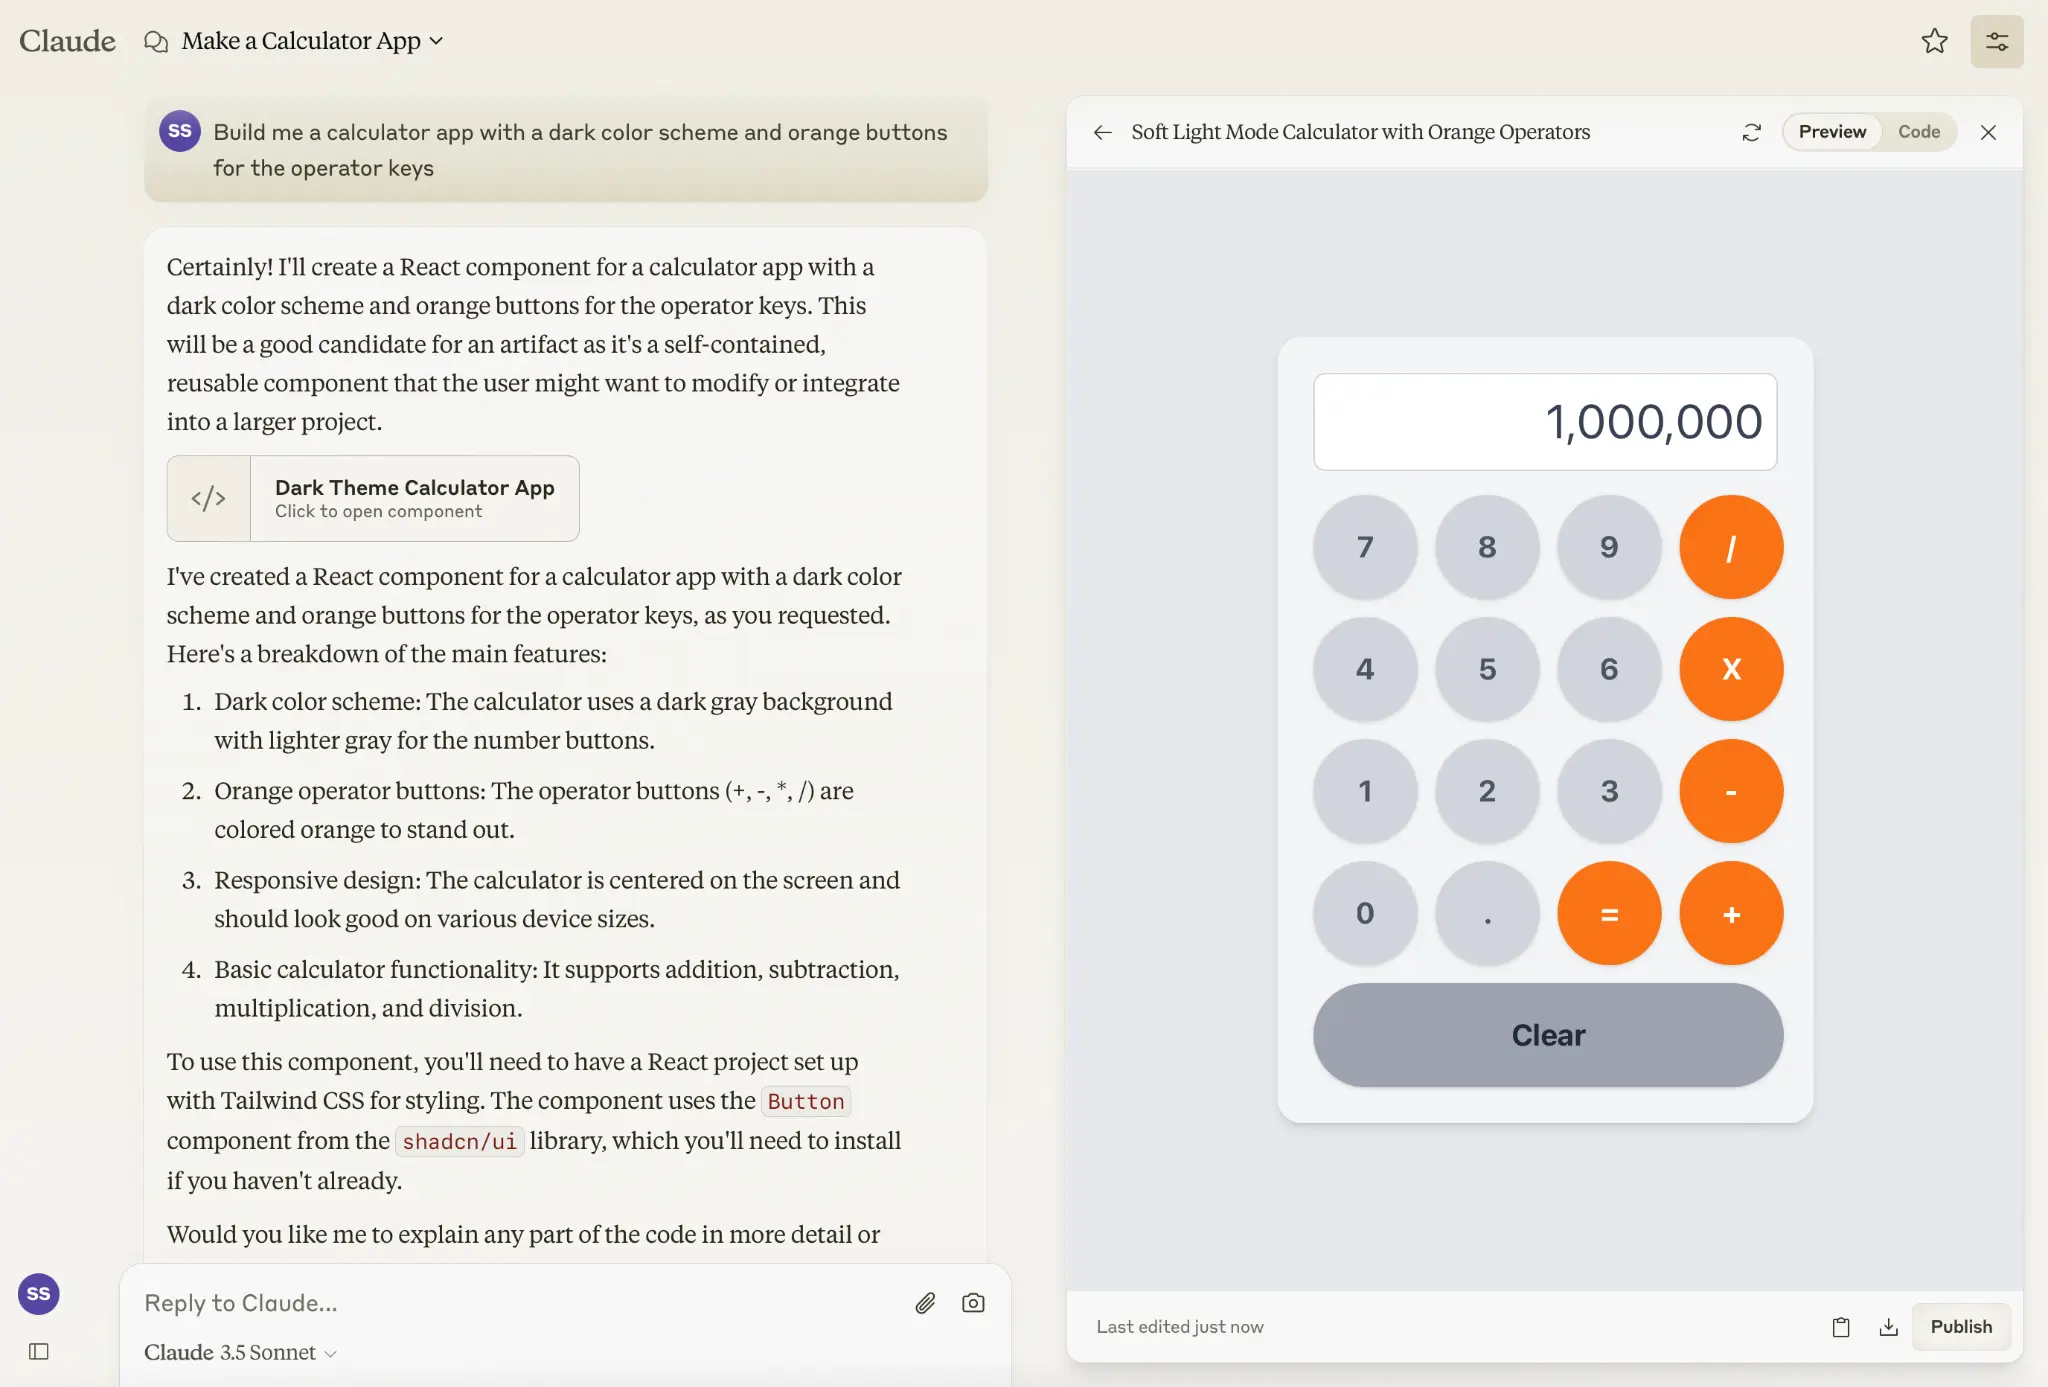 Claude
Make a Calculator App
SS
Build me a calculator app with a dark color scheme and orange buttons
for the operator keys
Certainly! I'll create a React component for a calculator app with a
dark color scheme and orange buttons for the operator keys. This
will be a good candidate for an artifact as it's a self-contained,
reusable component that the user might want to modify or integrate
into a larger project.
</>
Dark Theme Calculator App
Click to open component
I've created a React component for a calculator app with a dark color
scheme and orange buttons for the operator keys, as you requested.
Here's a breakdown of the main features:
1. Dark color scheme: The calculator uses a dark gray background
with lighter gray for the number buttons.
2. Orange operator buttons: The operator buttons (+, -, *, /) are
colored orange to stand out.
3. Responsive design: The calculator is centered on the screen and
should look good on various device sizes.
4. Basic calculator functionality: It supports addition, subtraction,
multiplication, and division.
To use this component, you'll need to have a React project set up
with Tailwind CSS for styling. The component uses the Button
component from the shadcn/ui library, which you'll need to install
if you haven't already.
Would you like me to explain any part of the code in more detail or
SS
Reply to Claude...
Claude 3.5 Sonnet
Soft Light Mode Calculator with Orange Operators
Preview
Code
1,000,000
7 8 9 /
4 5 6 X
1 2 3 -
0 . = +
Clear
Last edited just now
Publish